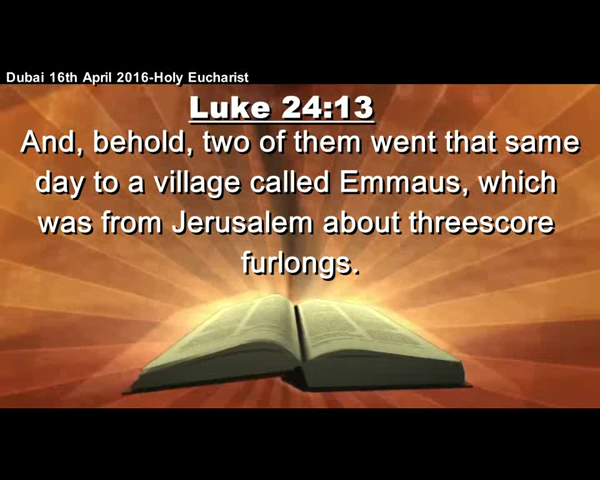 Dubai 16th April 2016-Holy Eucharist
Luke 24:13
And, behold, two of them went that same
day to a village called Emmaus, which
was from Jerusalem about threescore
furlongs.